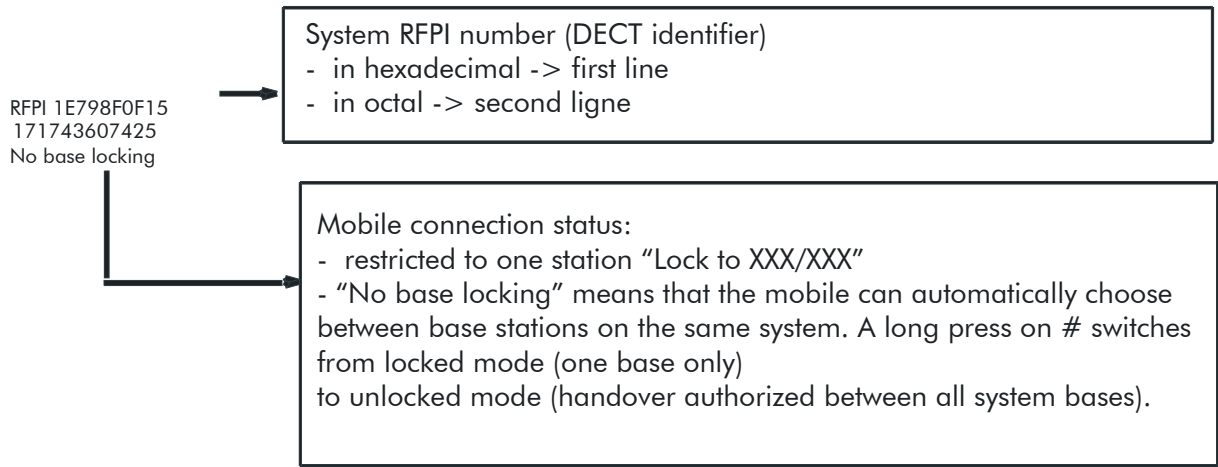 System RFPI number (DECT identifier)
- in hexadecimal -> first line
- in octal -> second ligne
RFPI 1E798F0F15
171743607425
No base locking
Mobile connection status:
- restricted to one station “Lock to XXX/XXX”
- “No base locking” means that the mobile can automatically choose
between base stations on the same system. A long press on # switches
from locked mode (one base only)
to unlocked mode (handover authorized between all system bases).